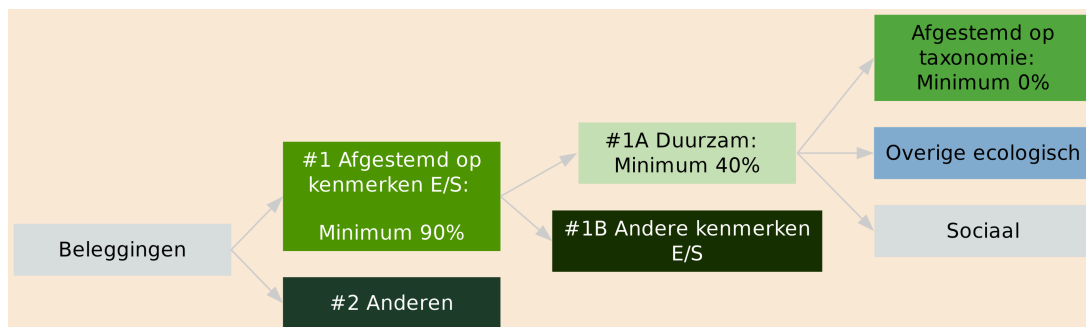 Beleggingen
#1 Afgestemd op
kenmerken E/S:
Minimum 90%
#2 Anderen
#1A Duurzam:
Minimum 40%
#1B Andere kenmerken
E/S
Afgestemd op
taxonomie:
Minimum 0%
Overige ecologisch
Sociaal